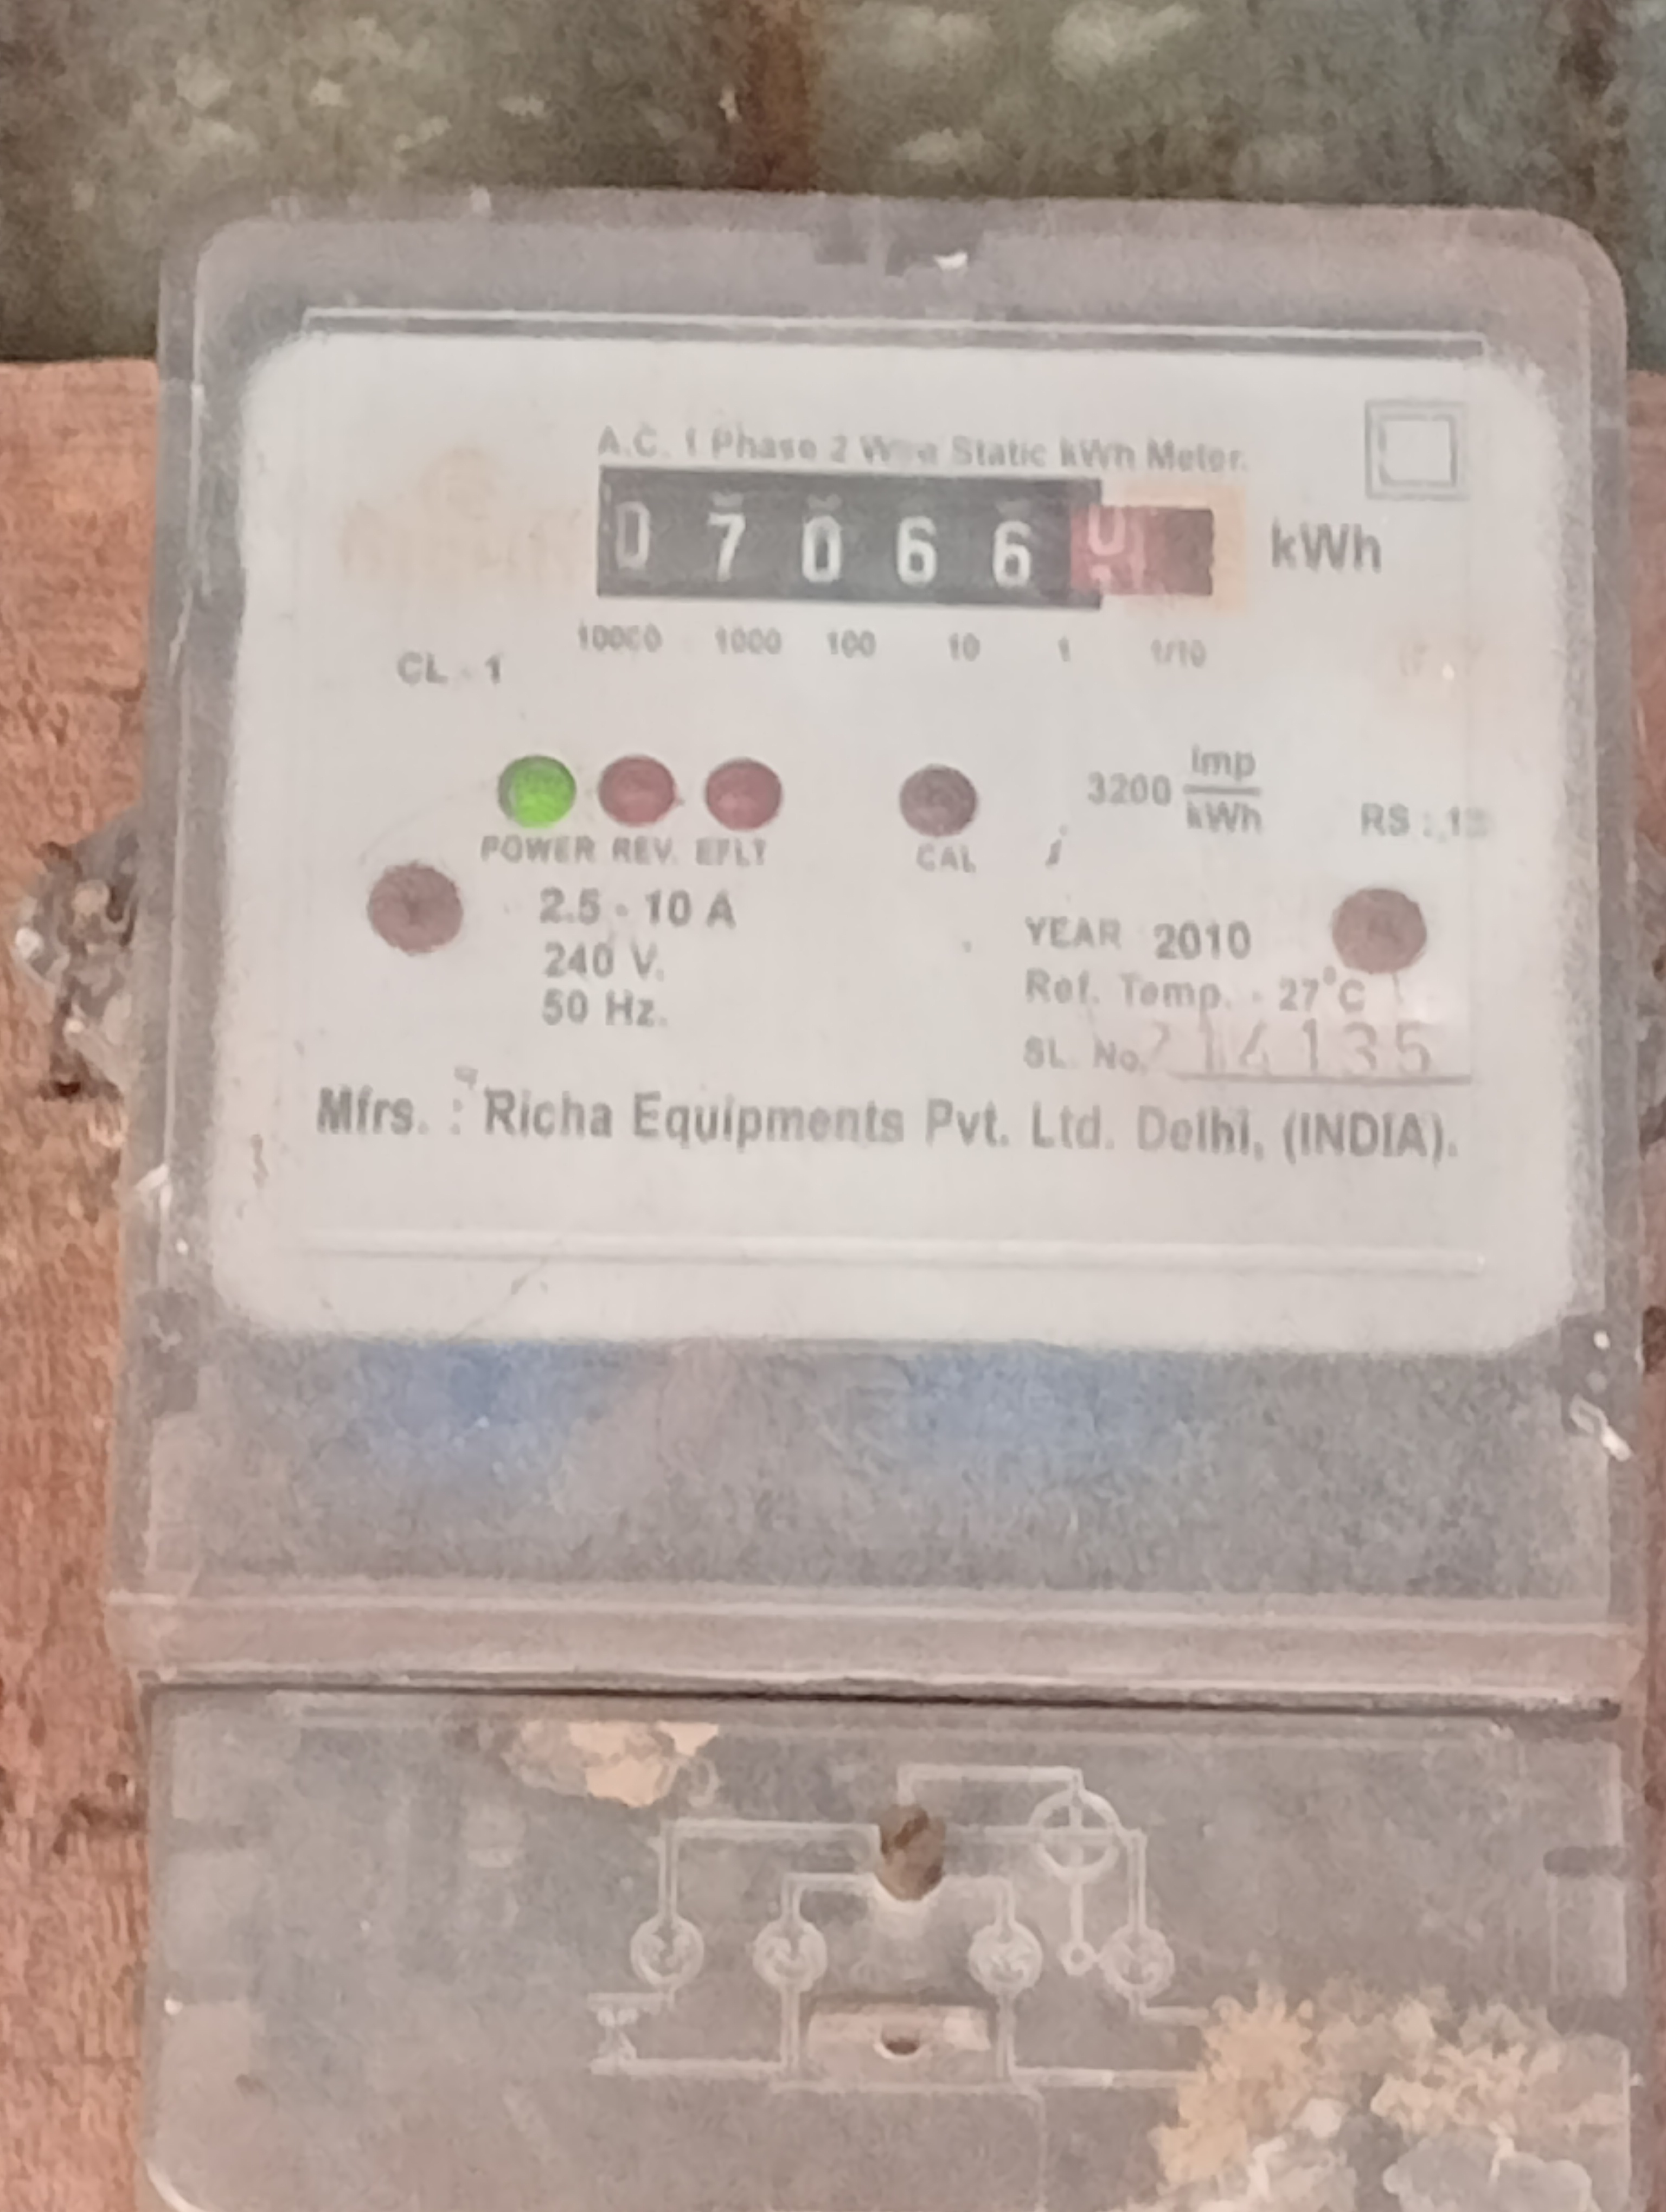 A.C. 1 Phase 2 Wire Static kWh Meter.
0 7 0 6 6 0 kWh
10000 1000 100 10 1 1/10
CL - 1
3200 imp/kWh
POWER REV. EFLT CAL
2.5 - 10 A
240 V.
50 Hz.
YEAR 2010
Ref. Temp. - 27°C
SL. No. 214135
Mfrs. : Richa Equipments Pvt. Ltd. Delhi, (INDIA).